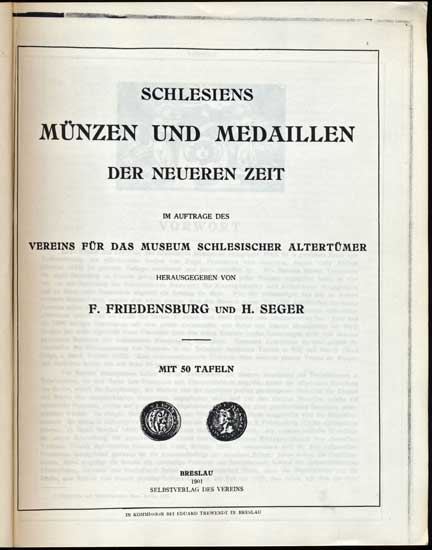 SCHLESIENS
MÜNZEN UND MEDAILLEN
DER NEUEREN ZEIT
IM AUFTRAGE DES
VEREINS FÜR DAS MUSEUM SCHLESISCHER ALTERTÜMER
HERAUSGEGEBEN VON
F. FRIEDENSBURG UND H. SEGER
MIT 50 TAFELN
BRESLAU
1901
SELBSTVERLAG DES VEREINS
IN KOMMISSION BEI EDUARD TREWENDT IN BRESLAU
VORWORT